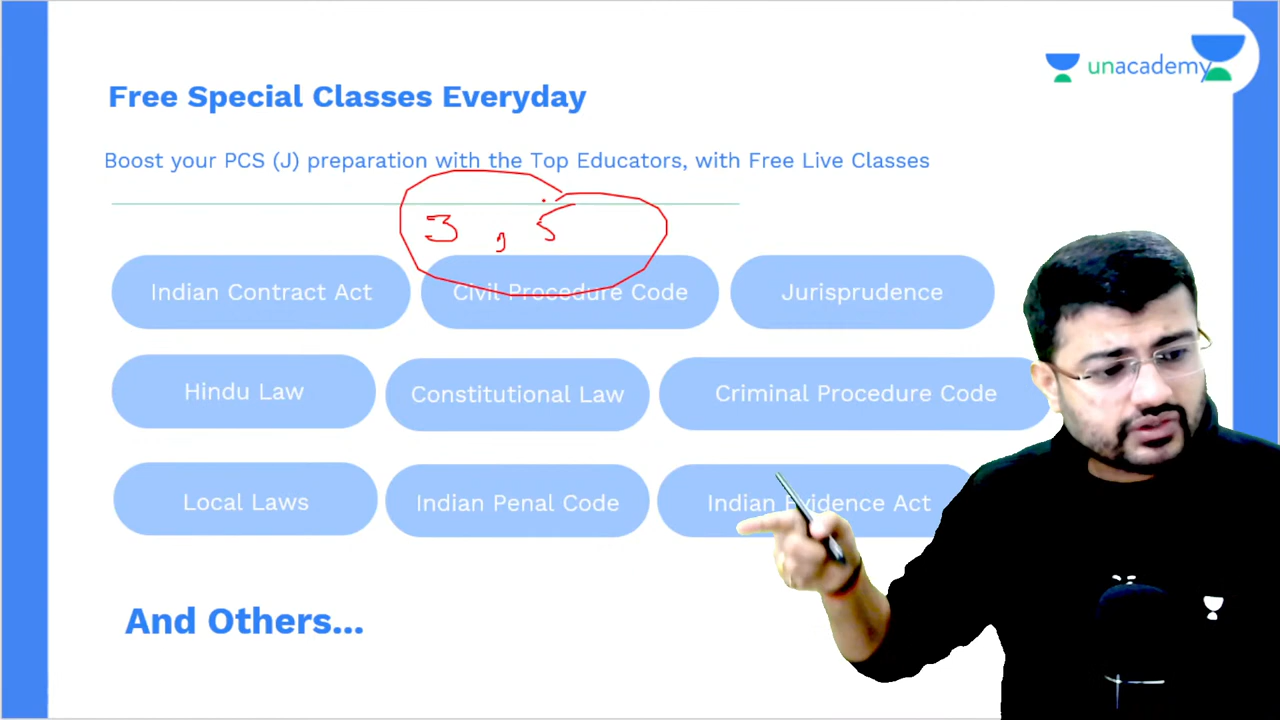 unacademy
Free Special Classes Everyday
Boost your PCS (J) preparation with the Top Educators, with Free Live Classes
3 , 5
Indian Contract Act
Civil Procedure Code
Jurisprudence
Hindu Law
Constitutional Law
Criminal Procedure Code
Local Laws
Indian Penal Code
Indian Evidence Act
And Others...